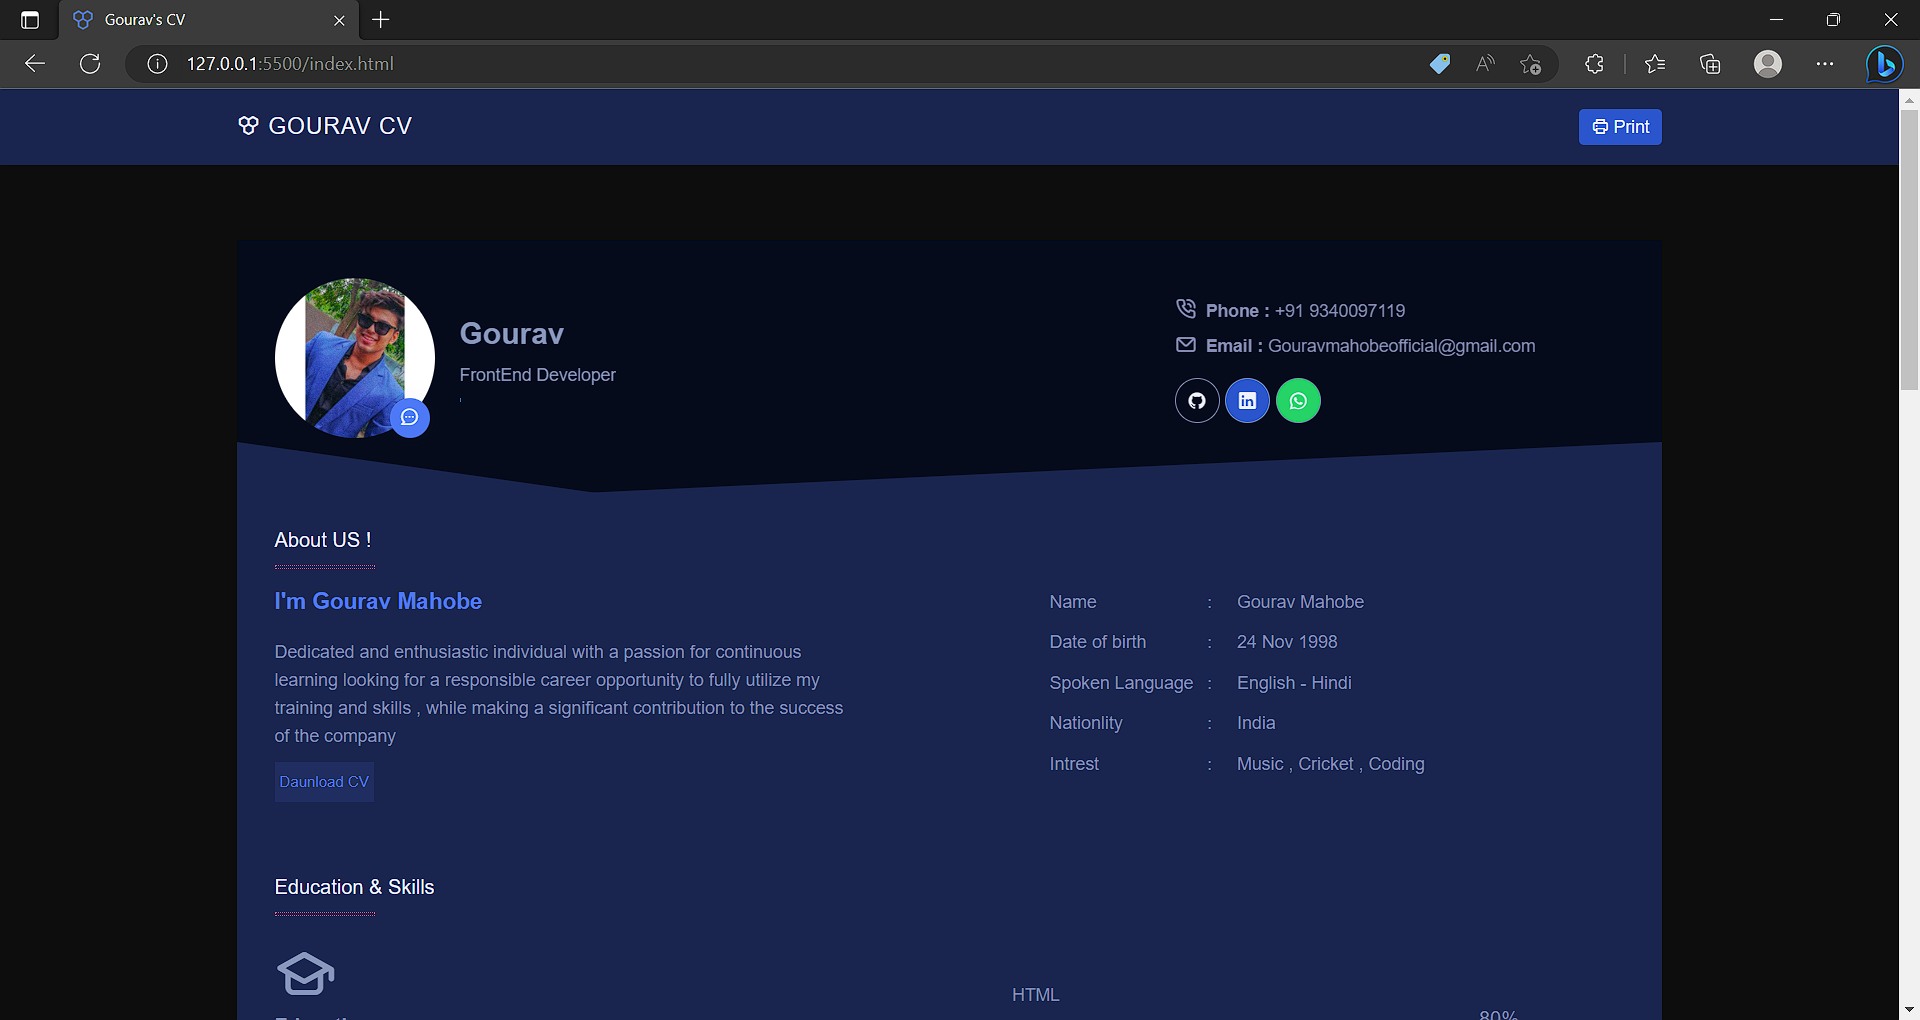 Gourav's CV
127.0.0.1:5500/index.html
GOURAV CV
Print
Gourav
FrontEnd Developer
Phone : +91 9340097119
Email : Gouravmahobeofficial@gmail.com
About US !
I'm Gourav Mahobe
Dedicated and enthusiastic individual with a passion for continuous
learning looking for a responsible career opportunity to fully utilize my
training and skills , while making a significant contribution to the success
of the company
Daunload CV
Name : Gourav Mahobe
Date of birth : 24 Nov 1998
Spoken Language : English - Hindi
Nationlity : India
Intrest : Music , Cricket , Coding
Education & Skills
HTML
80%